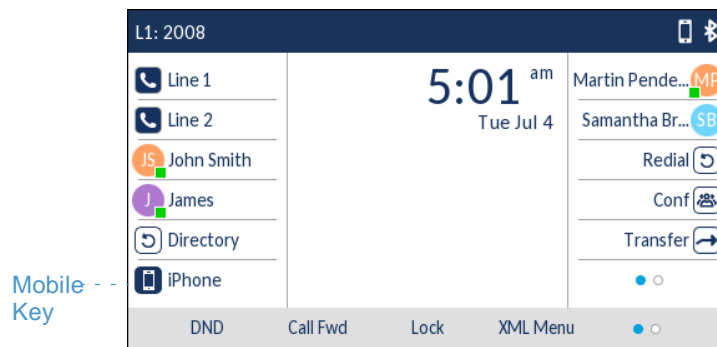 L1: 2008
Line 1
Line 2
JS John Smith
J James
Directory
iPhone
5:01 am
Tue Jul 4
Martin Pende... MP
Samantha Br... SB
Redial
Conf
Transfer
Mobile
Key
DND Call Fwd Lock XML Menu